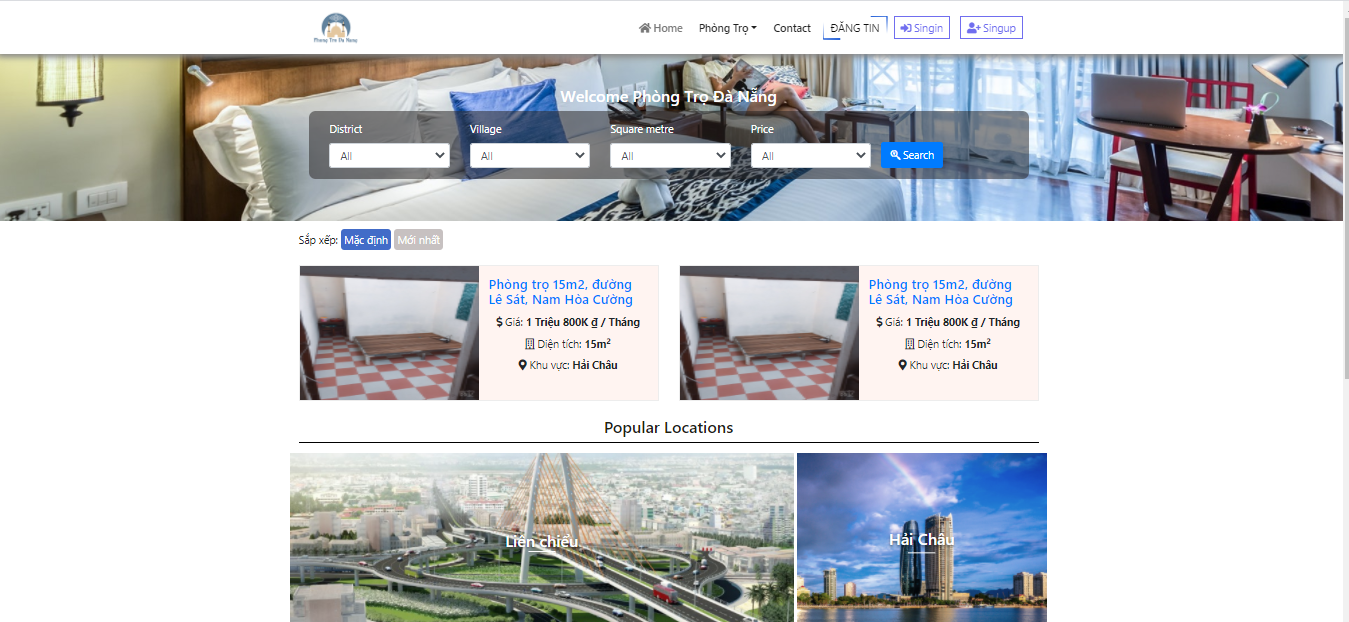 Phòng Trọ Đà Nẵng
Home
Phòng Trọ
Contact
ĐĂNG TIN
Singin
Singup
Welcome Phòng Trọ Đà Nẵng
District
Village
Square metre
Price
All
All
All
All
Search
Sắp xếp:
Mặc định
Mới nhất
Phòng trọ 15m2, đường
Lê Sát, Nam Hòa Cường
Giá: 1 Triệu 800K ₫ / Tháng
Diện tích: 15m²
Khu vực: Hải Châu
Phòng trọ 15m2, đường
Lê Sát, Nam Hòa Cường
Giá: 1 Triệu 800K ₫ / Tháng
Diện tích: 15m²
Khu vực: Hải Châu
Popular Locations
Liên chiểu
Hải Châu